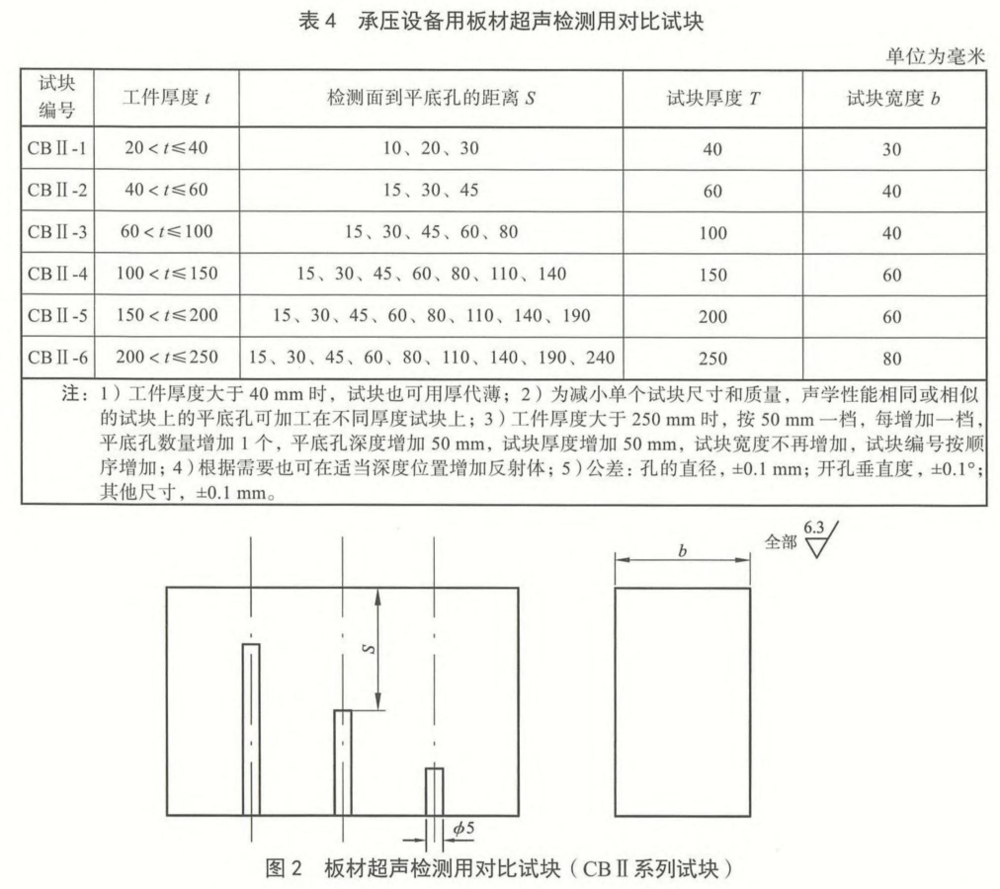 表 4 承压设备用板材超声检测用对比试块
单位为毫米
试块编号 工件厚度 t 检测面到平底孔的距离 S 试块厚度 T 试块宽度 b
CBⅡ-1 20<t≤40 10、20、30 40 30
CBⅡ-2 40<t≤60 15、30、45 60 40
CBⅡ-3 60<t≤100 15、30、45、60、80 100 40
CBⅡ-4 100<t≤150 15、30、45、60、80、110、140 150 60
CBⅡ-5 150<t≤200 15、30、45、60、80、110、140、190 200 60
CBⅡ-6 200<t≤250 15、30、45、60、80、110、140、190、240 250 80
注：1）工件厚度大于 40 mm 时，试块也可用厚代薄；2）为减小单个试块尺寸和质量，声学性能相同或相似
的试块上的平底孔可加工在不同厚度试块上；3）工件厚度大于 250 mm 时，按 50 mm 一档，每增加一档，
平底孔数量增加 1 个，平底孔深度增加 50 mm，试块厚度增加 50 mm，试块宽度不再增加，试块编号按顺
序增加；4）根据需要也可在适当深度位置增加反射体；5）公差：孔的直径，±0.1 mm；开孔垂直度，±0.1°；
其他尺寸，±0.1 mm。
全部 6.3
b
S
ϕ5
图 2 板材超声检测用对比试块（CBⅡ系列试块）